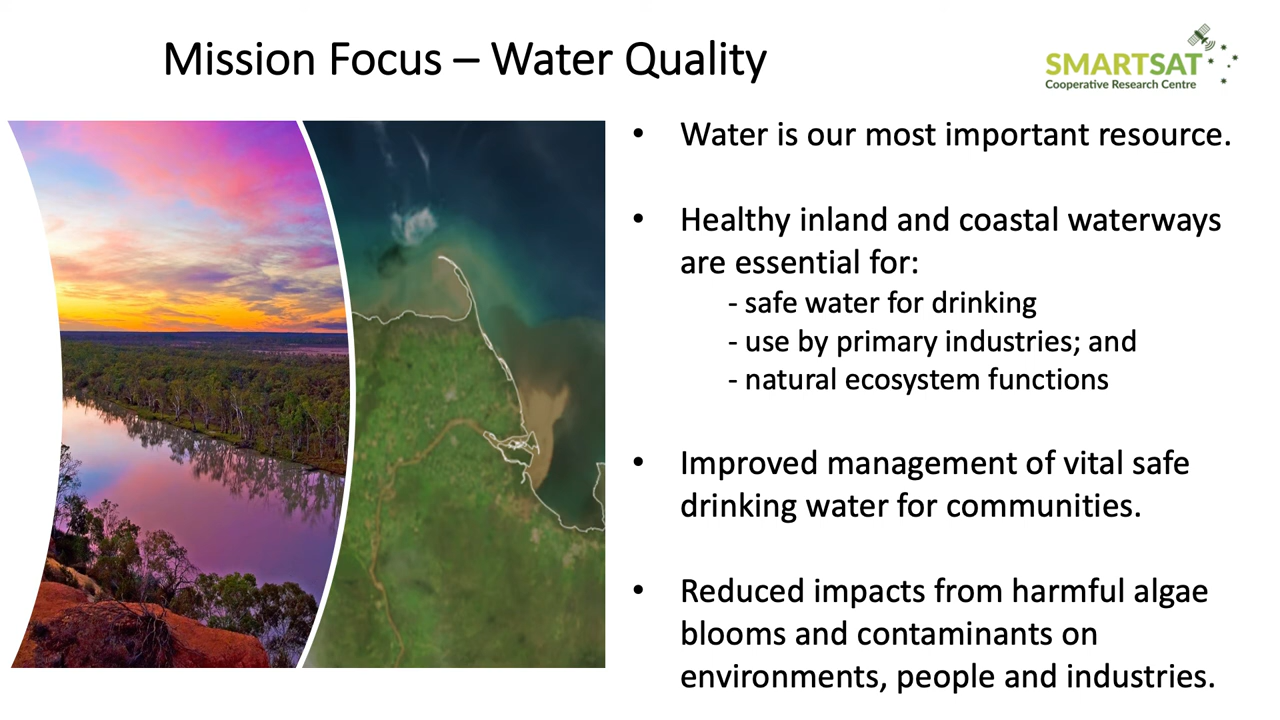 Mission Focus – Water Quality
SMARTSAT
Cooperative Research Centre
• Water is our most important resource.
• Healthy inland and coastal waterways
are essential for:
- safe water for drinking
- use by primary industries; and
- natural ecosystem functions
• Improved management of vital safe
drinking water for communities.
• Reduced impacts from harmful algae
blooms and contaminants on
environments, people and industries.